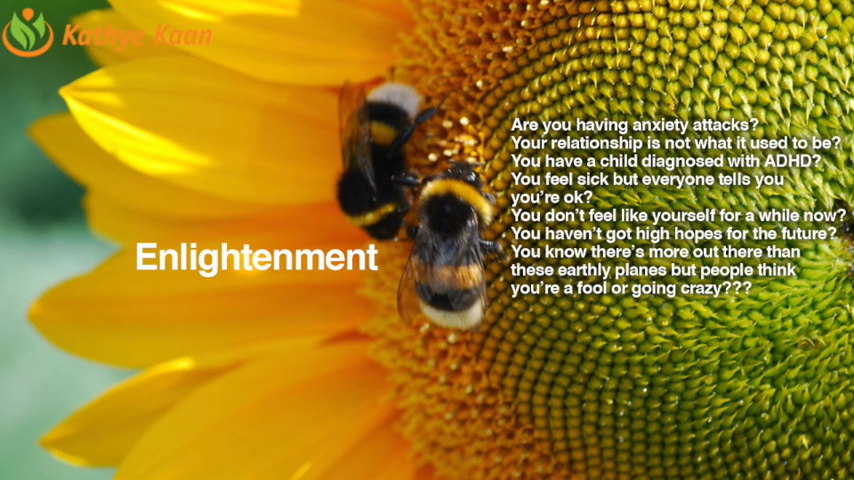 Kathye Kaan
Are you having anxiety attacks?
Your relationship is not what it used to be?
You have a child diagnosed with ADHD?
You feel sick but everyone tells you
you're ok?
You don't feel like yourself for a while now?
You haven't got high hopes for the future?
You know there's more out there than
these earthly planes but people think
you're a fool or going crazy???
Enlightenment